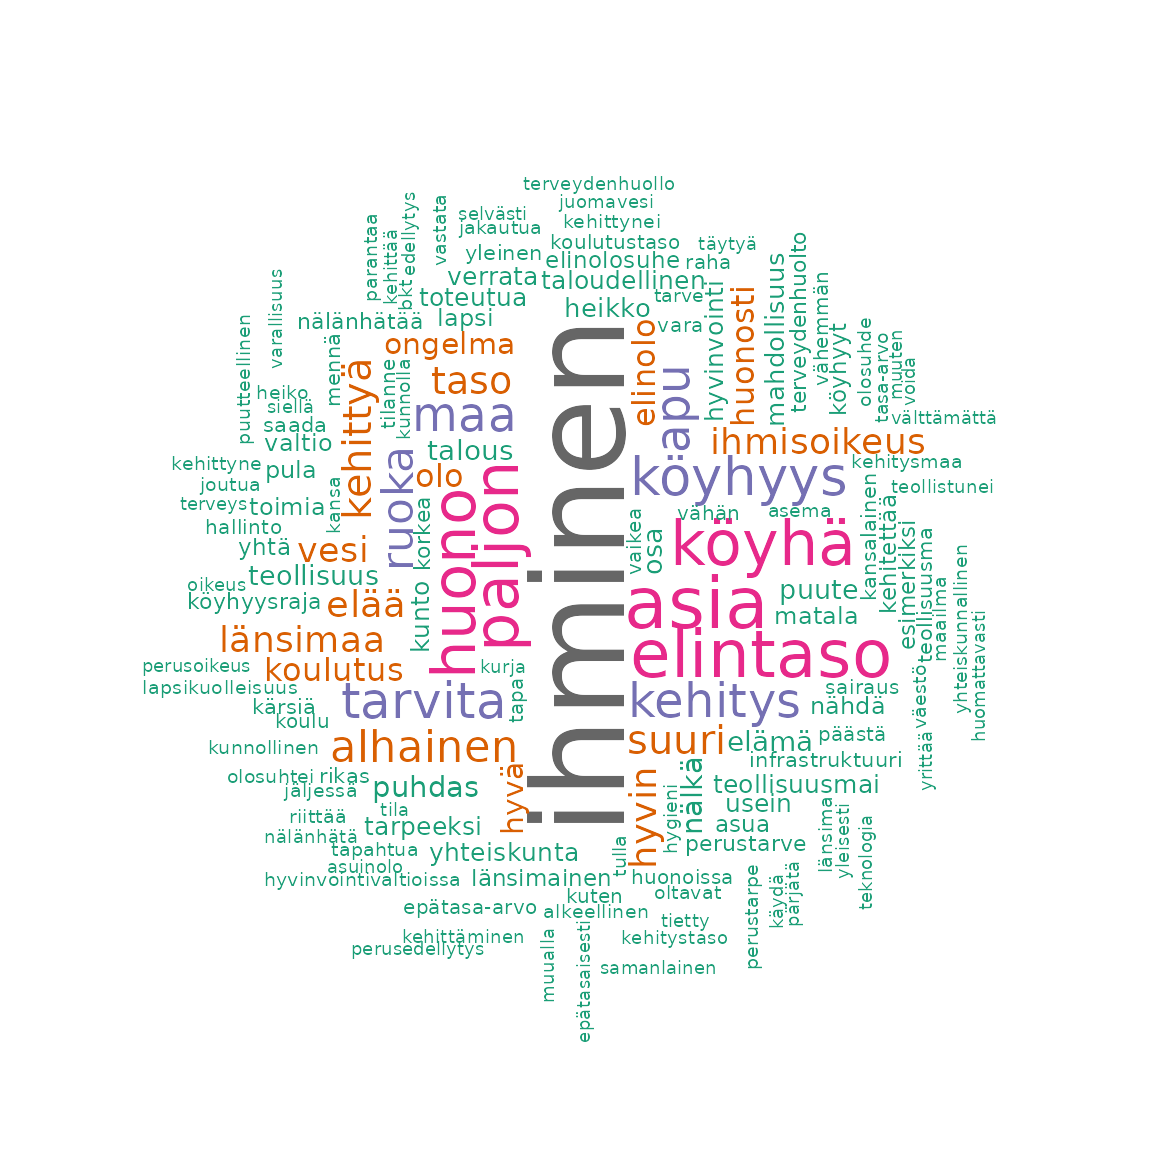 terveydenhuollo
juomavesi
selvästi
kehittynei
jakautua
vastata
edellytys
parantaa
kehittää
bkt
yleinen
koulutustaso
täytyä
elinolosuhe
raha
verrata
taloudellinen
toteutua
heikko
tarve
hyvinvointi
huonosti
mahdollisuus
terveydenhuolto
vähemmän
varallisuus
nälänhätää
lapsi
vara
köyhyyt
olosuhde
tasa-arvo
muuten
voida
puutteellinen
mennä
ongelma
elinolo
heiko
siellä
kehittyä
tilanne
kunnolla
taso
apu
saada
maa
välttämättä
valtio
talous
ihmisoikeus
kehittyne
pula
ruoka
olo
köyhyys
kehitysmaa
joutua
teollistunei
terveys
toimia
kansa
korkea
huono
paljon
ihminen
vähän
asema
kansalainen
kehitettää
hallinto
vaikea
osa
köyhä
esimerkiksi
teollisuusma
yhtä
vesi
maailma
yhteiskunnallinen
oikeus
teollisuus
puute
köyhyysraja
elää
kunto
asia
matala
huomattavasti
länsimaa
elintaso
perusoikeus
koulutus
kurja
lapsikuolleisuus
tarvita
tapa
kehitys
sairaus
väestö
kärsiä
nähdä
koulu
kunnollinen
alhainen
suuri
elämä
päästä
yrittää
infrastruktuuri
olosuhtei
rikas
hyvä
hyvin
nälkä
teollisuusmai
jäljessä
puhdas
hygieni
usein
länsima
yleisesti
teknologia
riittää
tila
tarpeeksi
asua
nälänhätä
tapahtua
yhteiskunta
tulla
perustarve
asuinolo
hyvinvointivaltioissa
länsimainen
huonoissa
perustarpe
käydä
pärjätä
kuten
oltavat
epätasa-arvo
alkeellinen
tietty
kehittäminen
kehitystaso
perusedellytys
muualla
epätasaisesti
samanlainen